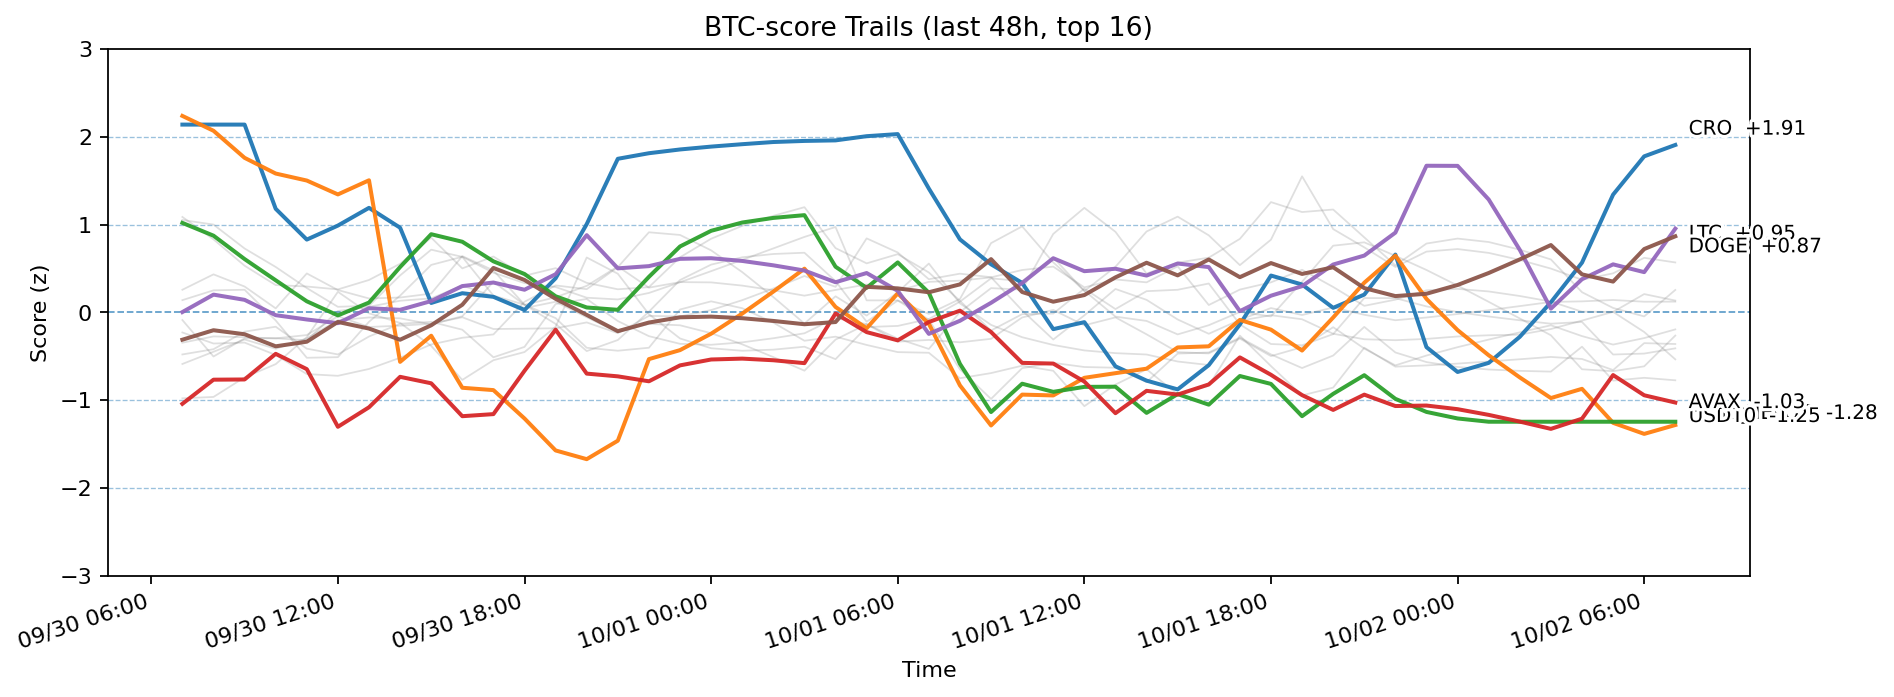 BTC-score Trails (last 48h, top 16)
Score (z)
3
2
1
0
−1
−2
−3
CRO +1.91
LTC +0.95
DOGE +0.87
AVAX -1.03
-1.25
-1.28
09/30 06:00
09/30 12:00
09/30 18:00
10/01 00:00
10/01 06:00
10/01 12:00
10/01 18:00
10/02 00:00
10/02 06:00
Time